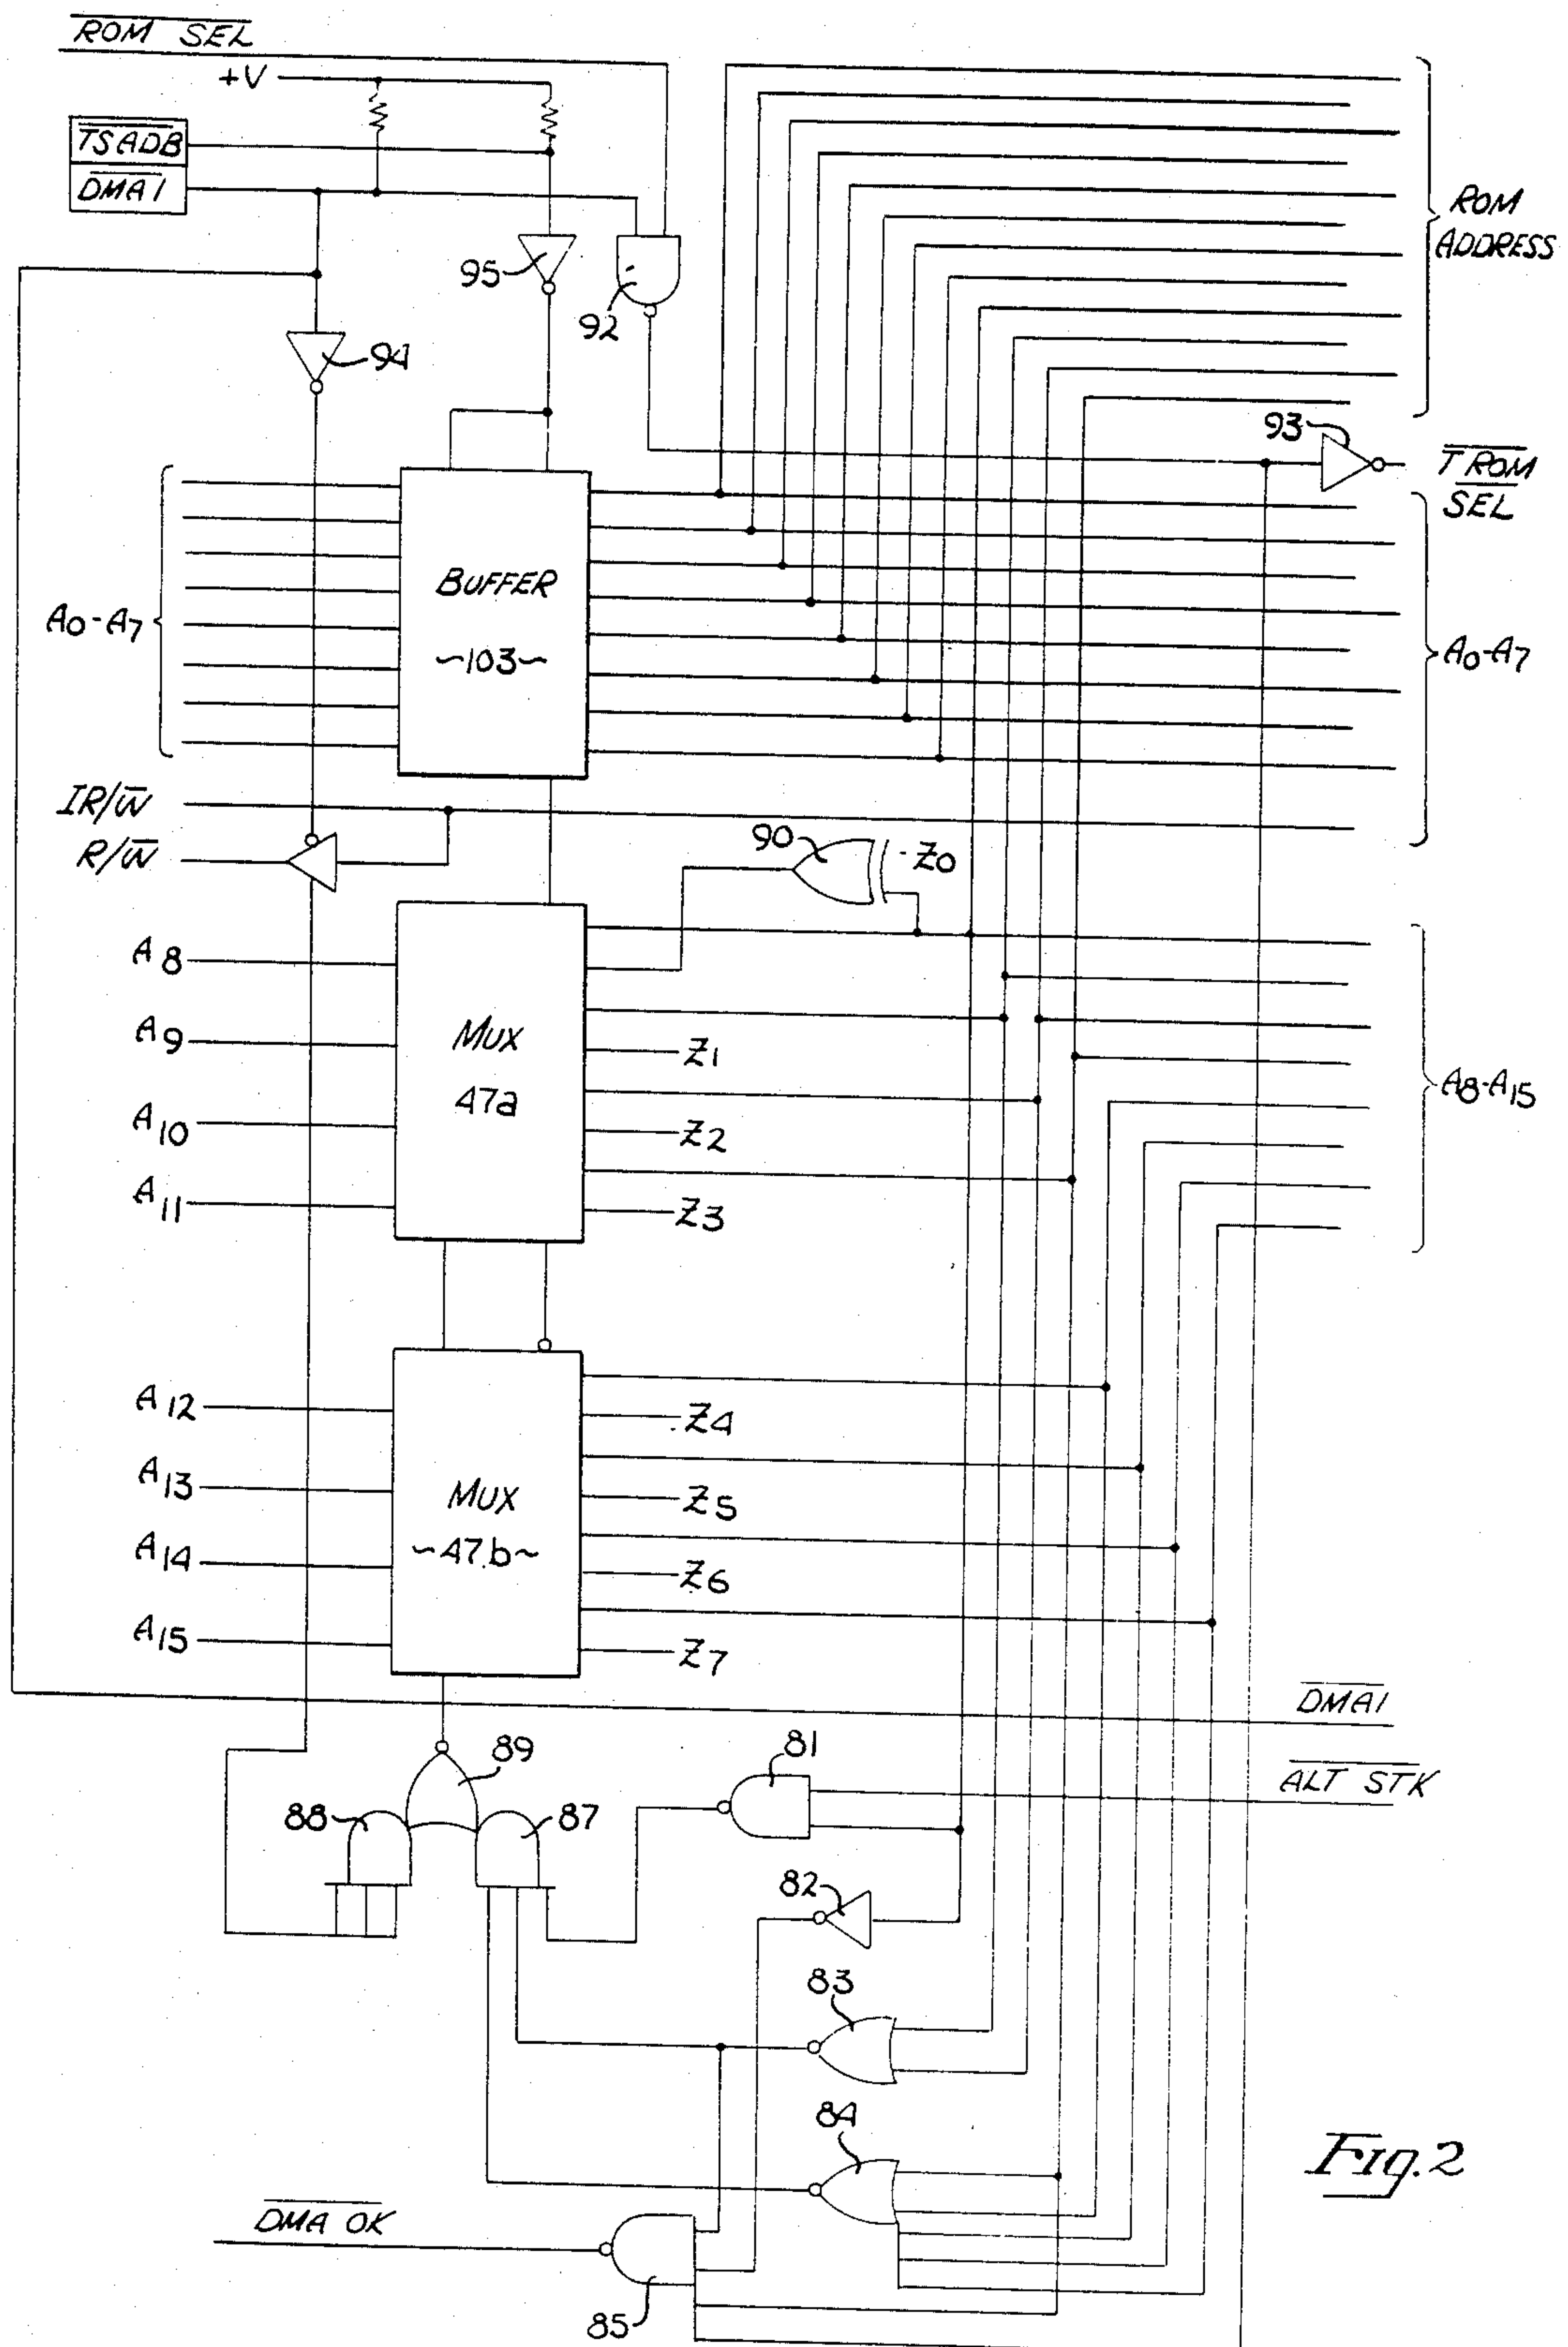 ROM SEL
+V
TSADB
DMA1
ROM
ADDRESS
95
92
94
93
T ROM
SEL
BUFFER
~103~
A0-A7
A0-A7
IR/W̅
R/W̅
90
Z0
A8
A9
MUX
47a
Z1
A10
Z2
A11
Z3
A8-A15
A12
Z4
A13
MUX
Z5
A14
~47b~
Z6
A15
Z7
DMA1
89
81
ALT STK
88
87
82
83
84
DMA OK
85
Fig. 2